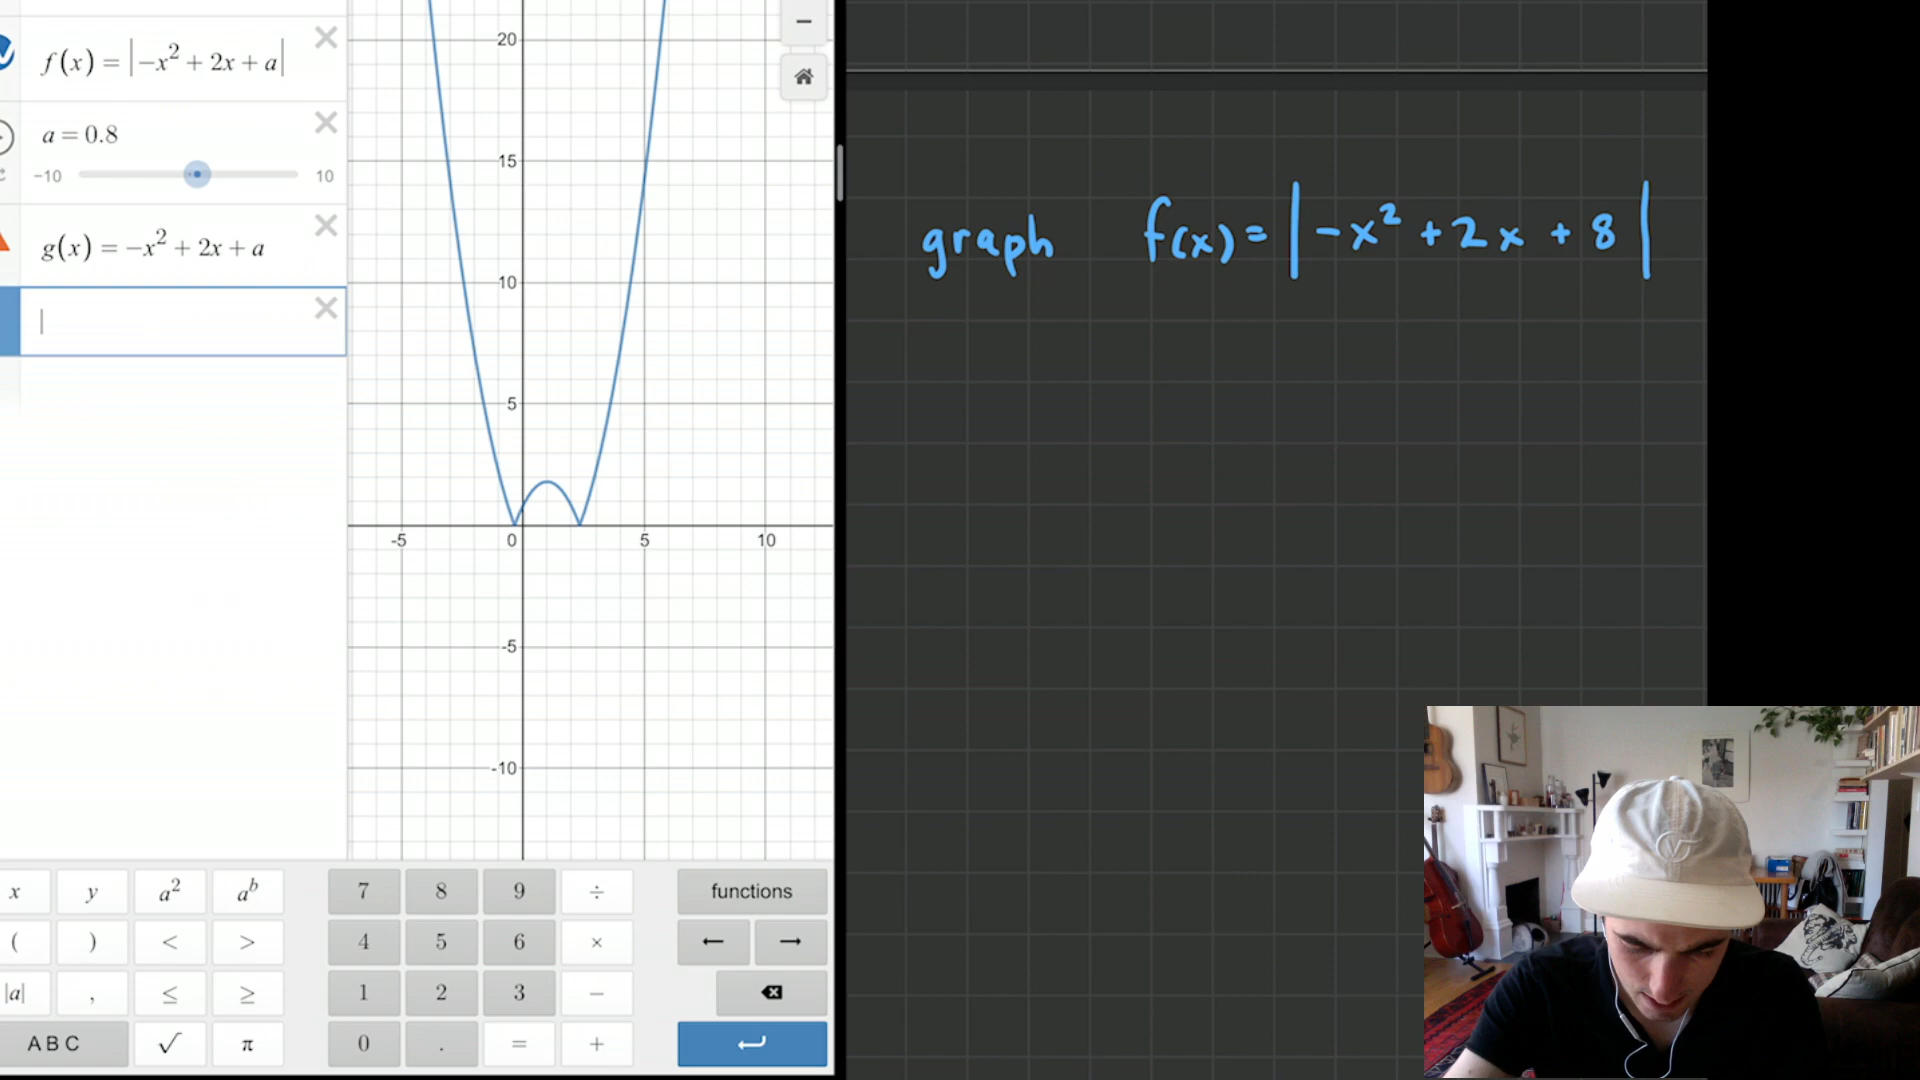 f(x) = |−x² + 2x + a|
a = 0.8
−10 10
g(x) = −x² + 2x + a
20
15
10
5
-5 0 5 10
-5
-10
graph f(x) = |−x² + 2x + 8|
x y a² a^b 7 8 9 ÷ functions
( ) < > 4 5 6 × ← →
|a| , ≤ ≥ 1 2 3 −
A B C √ π 0 . = +